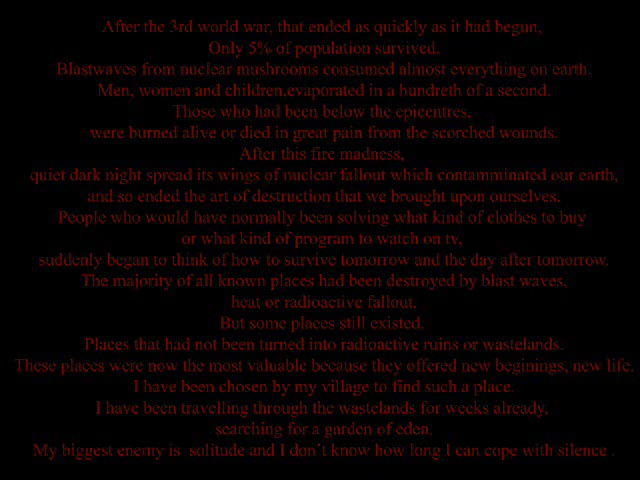 After the 3rd world war, that ended as quickly as it had begun,
Only 5% of population survived.
Blastwaves from nuclear mushrooms consumed almost everything on earth.
Men, women and children,evaporated in a hundreth of a second.
Those who had been below the epicentres,
were burned alive or died in great pain from the scorched wounds.
After this fire madness,
quiet dark night spread its wings of nuclear fallout which contamminated our earth,
and so ended the art of destruction that we brought upon ourselves.
People who would have normally been solving what kind of clothes to buy
or what kind of program to watch on tv,
suddenly began to think of how to survive tomorrow and the day after tomorrow.
The majority of all known places had been destroyed by blast waves,
heat or radioactive fallout.
But some places still existed.
Places that had not been turned into radioactive ruins or wastelands.
These places were now the most valuable because they offered new beginings, new life.
I have been chosen by my village to find such a place.
I have been travelling through the wastelands for weeks already,
searching for a garden of eden.
My biggest enemy is solitude and I don't know how long I can cope with silence .